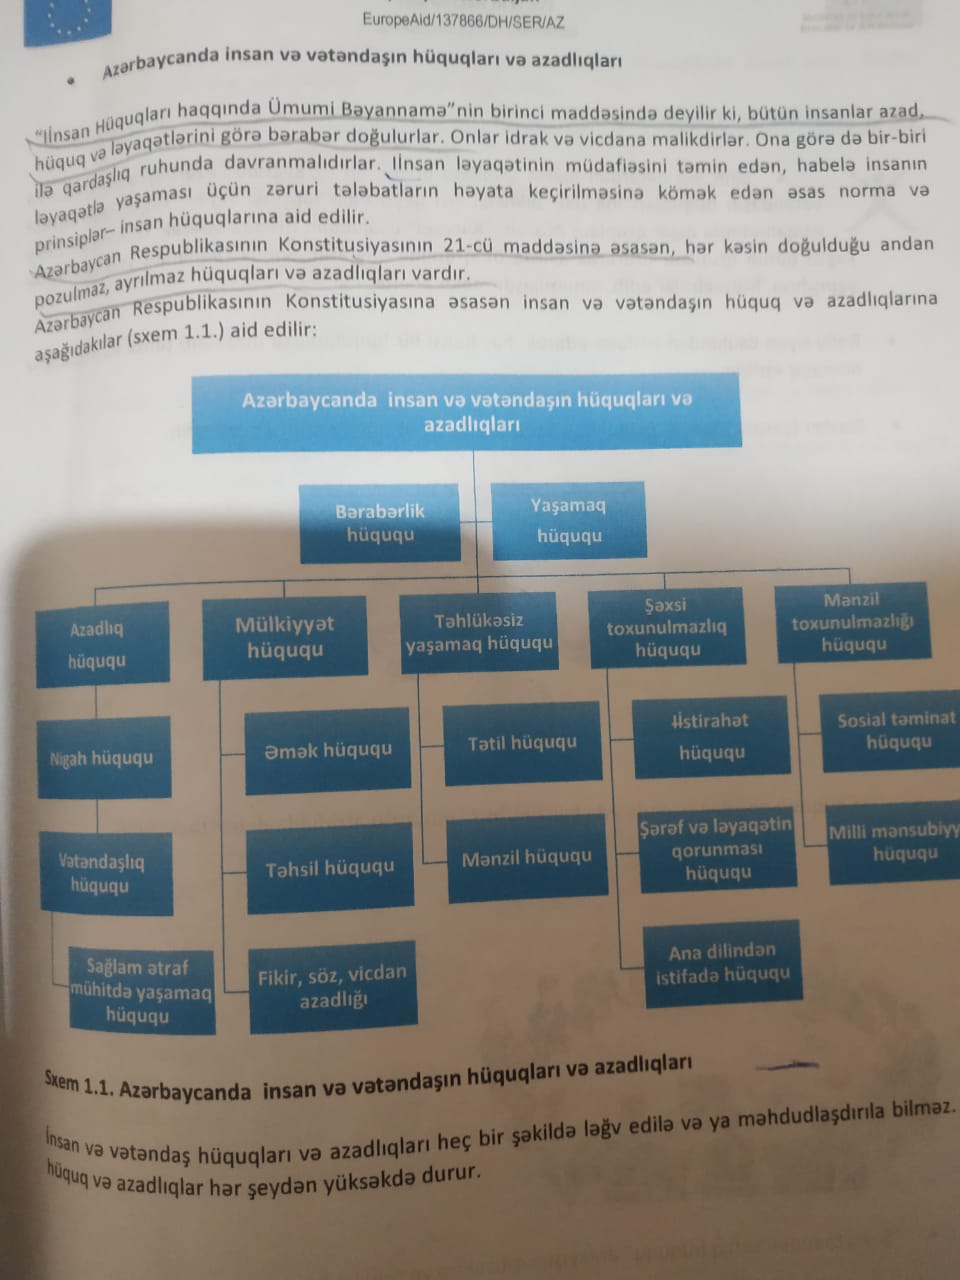 EuropeAid/137866/DH/SER/AZ
• Azərbaycanda insan və vətəndaşın hüquqları və azadlıqları
“İİnsan Hüquqları haqqında Ümumi Bəyannamə”nin birinci maddəsində deyilir ki, bütün insanlar azad,
hüquq və ləyaqətlərini görə bərabər doğulurlar. Onlar idrak və vicdana malikdirlər. Ona görə də bir-biri
ilə qardaşlıq ruhunda davranmalıdırlar. İİnsan ləyaqətinin müdafiəsini təmin edən, habelə insanın
ləyaqətlə yaşaması üçün zəruri tələbatların həyata keçirilməsinə kömək edən əsas norma və
prinsiplər– insan hüquqlarına aid edilir.
Azərbaycan Respublikasının Konstitusiyasının 21-cü maddəsinə əsasən, hər kəsin doğulduğu andan
pozulmaz, ayrılmaz hüquqları və azadlıqları vardır.
Azərbaycan Respublikasının Konstitusiyasına əsasən insan və vətəndaşın hüquq və azadlıqlarına
aşağıdakılar (sxem 1.1.) aid edilir:
Azərbaycanda insan və vətəndaşın hüquqları və
azadlıqları
Bərabərlik
hüququ
Yaşamaq
hüququ
Azadlıq
hüququ
Mülkiyyət
hüququ
Təhlükəsiz
yaşamaq hüququ
Şəxsi
toxunulmazlıq
hüququ
Mənzil
toxunulmazlığı
hüququ
Nigah hüququ
Əmək hüququ
Tətil hüququ
İistirahət
hüququ
Sosial təminat
hüququ
Vətəndaşlıq
hüququ
Təhsil hüququ
Mənzil hüququ
Şərəf və ləyaqətin
qorunması
hüququ
Milli mənsubiyy
hüququ
Sağlam ətraf
mühitdə yaşamaq
hüququ
Fikir, söz, vicdan
azadlığı
Ana dilindən
istifadə hüququ
Sxem 1.1. Azərbaycanda insan və vətəndaşın hüquqları və azadlıqları
İnsan və vətəndaş hüquqları və azadlıqları heç bir şəkildə ləğv edilə və ya məhdudlaşdırıla bilməz.
hüquq və azadlıqlar hər şeydən yüksəkdə durur.